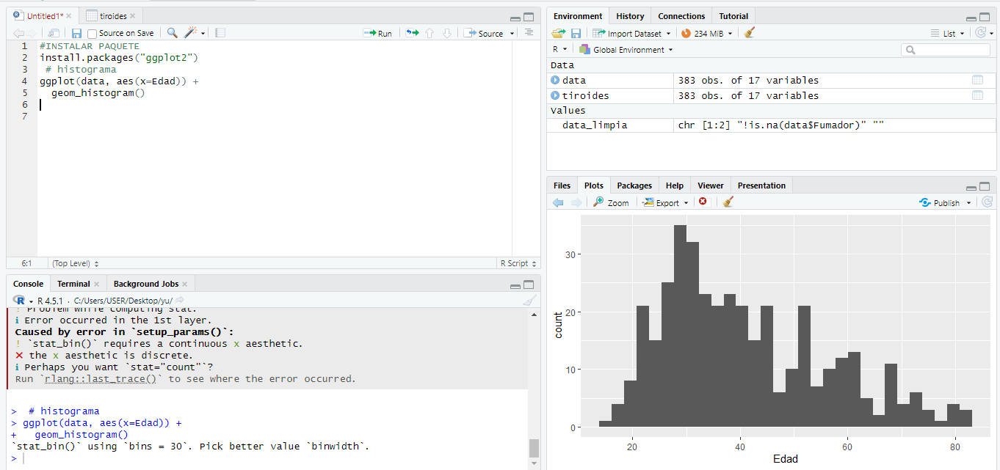 Untitled1* tiroides
Source on Save Run Source
1 #INSTALAR PAQUETE
2 install.packages("ggplot2")
3 # histograma
4 ggplot(data, aes(x=Edad)) +
5 geom_histogram()
6
7
6:1 (Top Level) R Script
Console Terminal Background Jobs
R 4.5.1 · C:/Users/USER/Desktop/yu/
! Problem while computing stat.
i Error occurred in the 1st layer.
Caused by error in `setup_params()`:
! `stat_bin()` requires a continuous x aesthetic.
✕ the x aesthetic is discrete.
i Perhaps you want `stat="count"`?
Run `rlang::last_trace()` to see where the error occurred.
> # histograma
> ggplot(data, aes(x=Edad)) +
+ geom_histogram()
`stat_bin()` using `bins = 30`. Pick better value `binwidth`.
>
Environment History Connections Tutorial
Import Dataset 234 MiB List
R Global Environment
Data
data 383 obs. of 17 variables
tiroides 383 obs. of 17 variables
Values
data_limpia chr [1:2] "!is.na(data$Fumador)" ""
Files Plots Packages Help Viewer Presentation
Zoom Export Publish
30
20
10
0
count
20 40 60 80
Edad